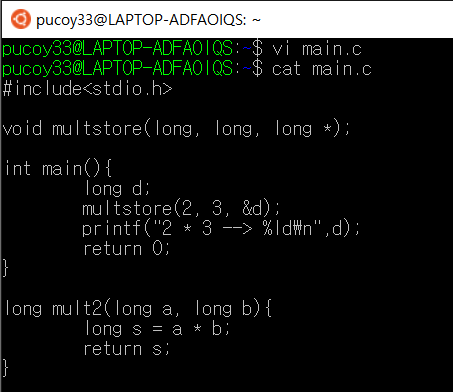 pucoy33@LAPTOP-ADFAOIQS: ~
pucoy33@LAPTOP-ADFAOIQS:~$ vi main.c
pucoy33@LAPTOP-ADFAOIQS:~$ cat main.c
#include<stdio.h>

void multstore(long, long, long *);

int main(){
        long d;
        multstore(2, 3, &d);
        printf("2 * 3 --> %ld₩n",d);
        return 0;
}

long mult2(long a, long b){
        long s = a * b;
        return s;
}